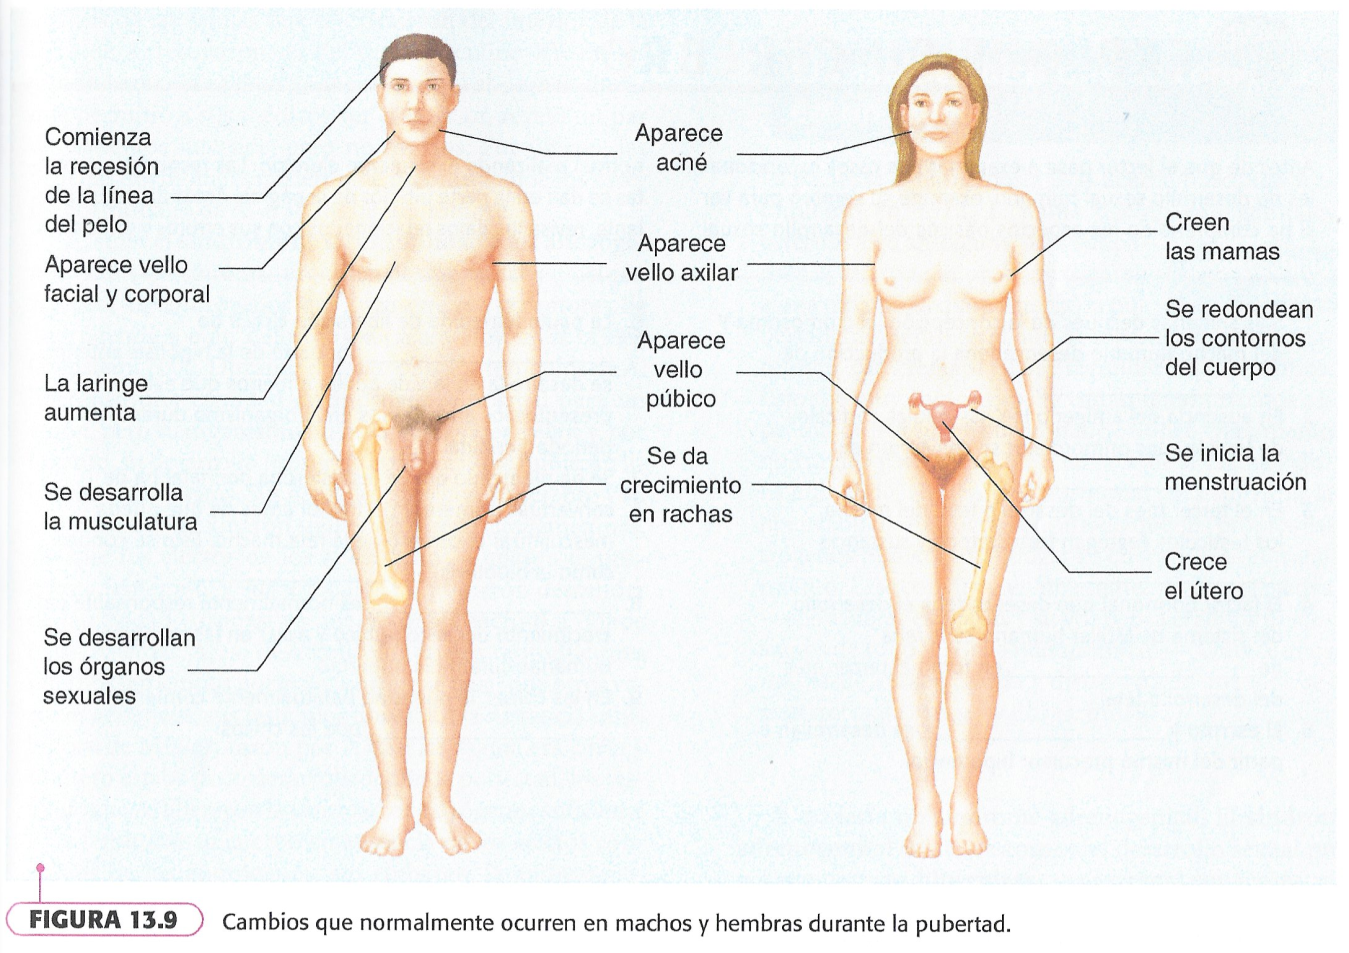 Comienza
la recesión
de la línea
del pelo
Aparece vello
facial y corporal
La laringe
aumenta
Se desarrolla
la musculatura
Se desarrollan
los órganos
sexuales
Aparece
acné
Aparece
vello axilar
Aparece
vello
púbico
Se da
crecimiento
en rachas
Creen
las mamas
Se redondean
los contornos
del cuerpo
Se inicia la
menstruación
Crece
el útero
FIGURA 13.9 Cambios que normalmente ocurren en machos y hembras durante la pubertad.